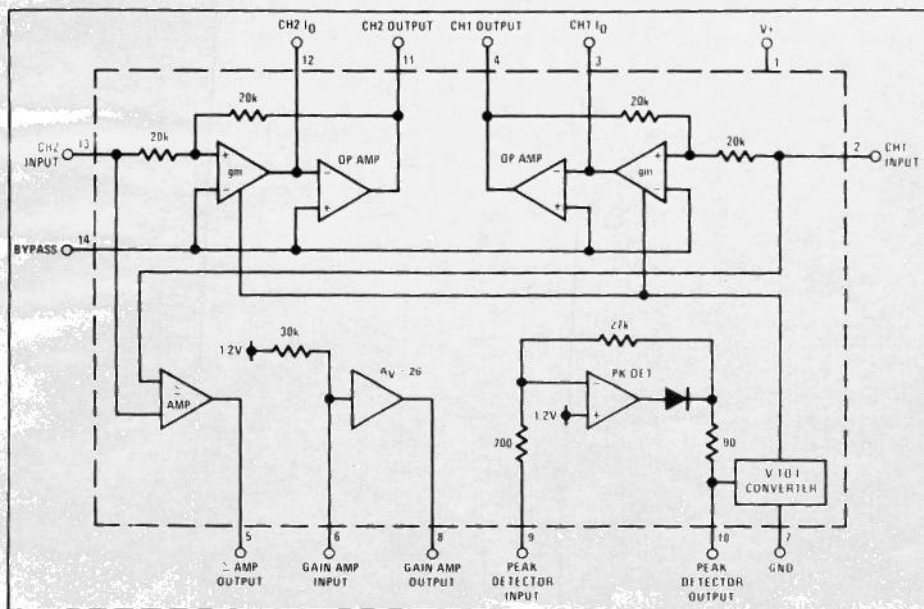 CH2 I0 CH2 OUTPUT CH1 OUTPUT CH1 I0 V+
12 11 4 3 1
20k 20k
CH2 INPUT 13 20k + gm − OP AMP − + OP AMP − + + gm − 20k 2 CH1 INPUT
BYPASS 14
1.2V 30k 27k
Σ AMP AV · 26 PK DET − + 1.2V
700 90
V TO I CONVERTER
5 6 8 9 10 7
Σ AMP OUTPUT GAIN AMP INPUT GAIN AMP OUTPUT PEAK DETECTOR INPUT PEAK DETECTOR OUTPUT GND